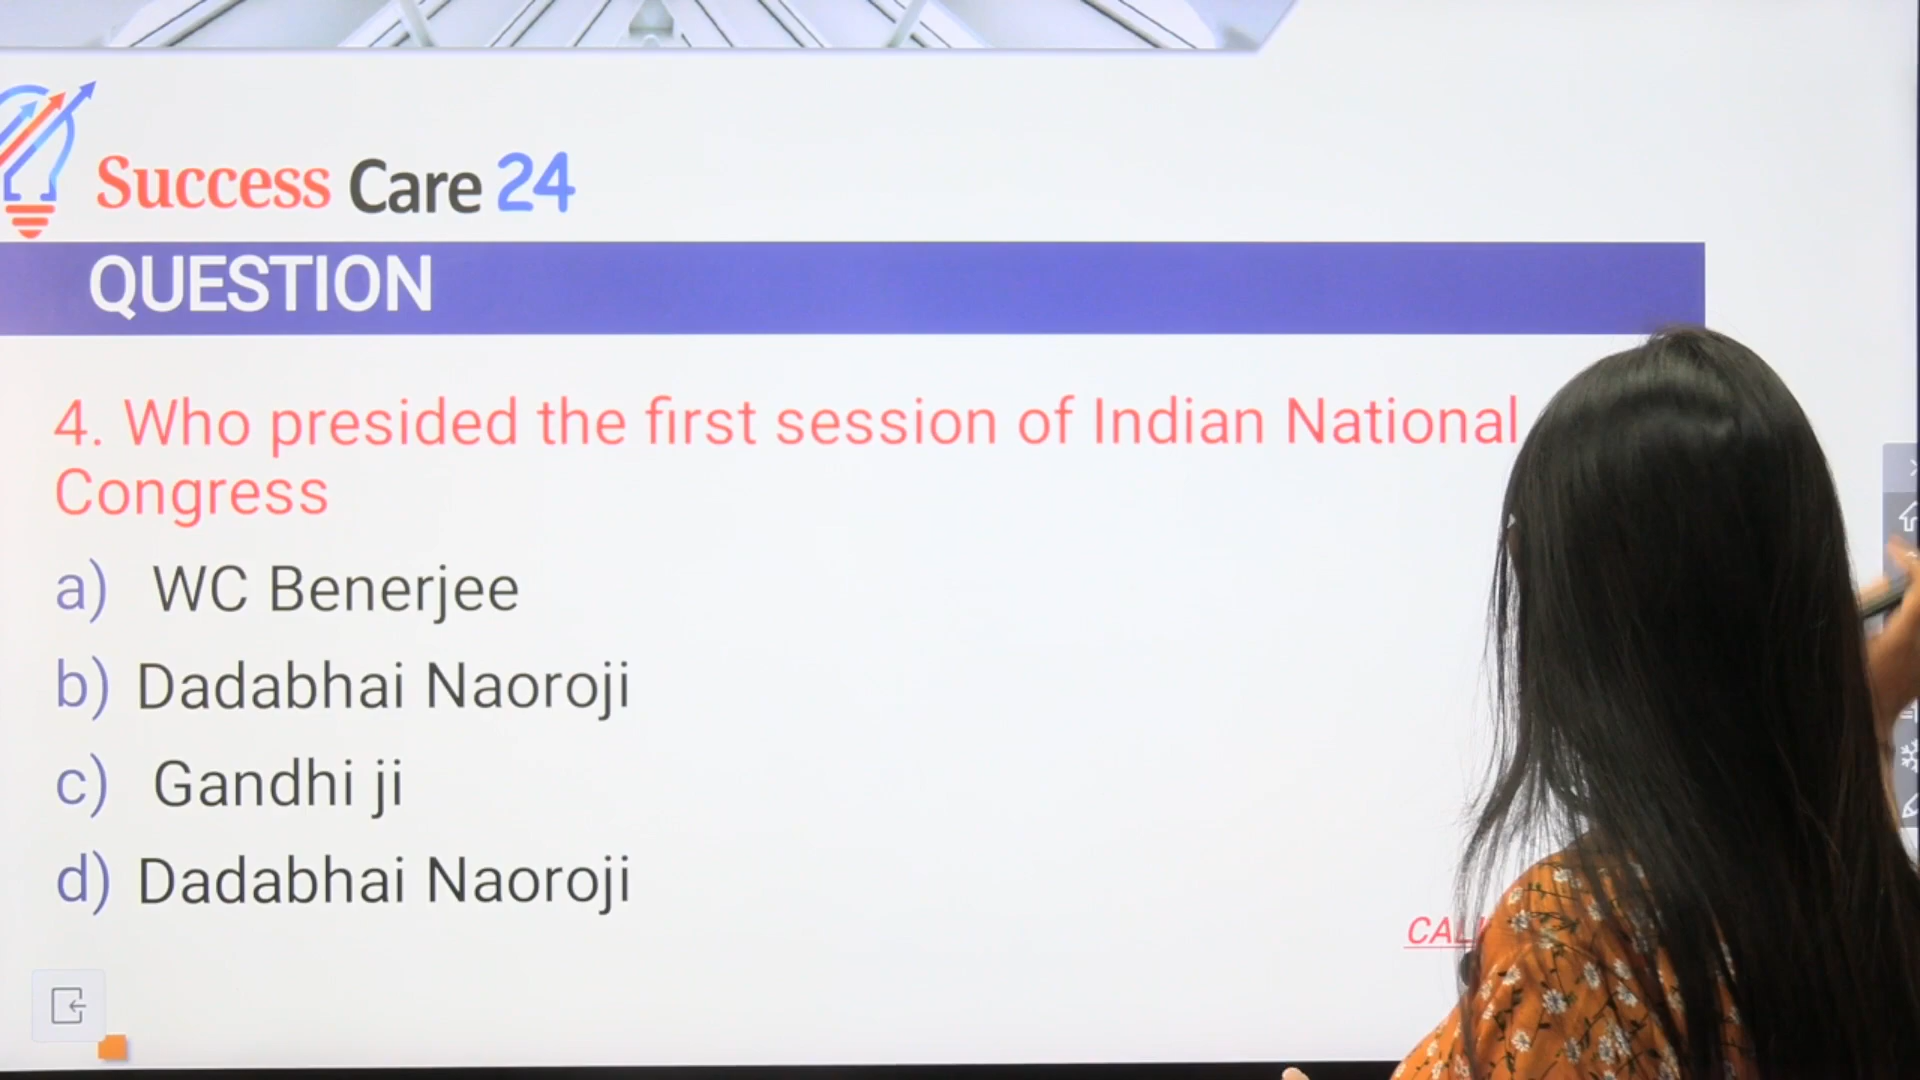 Success Care 24
QUESTION
4. Who presided the first session of Indian National
Congress
a) WC Benerjee
b) Dadabhai Naoroji
c) Gandhi ji
d) Dadabhai Naoroji